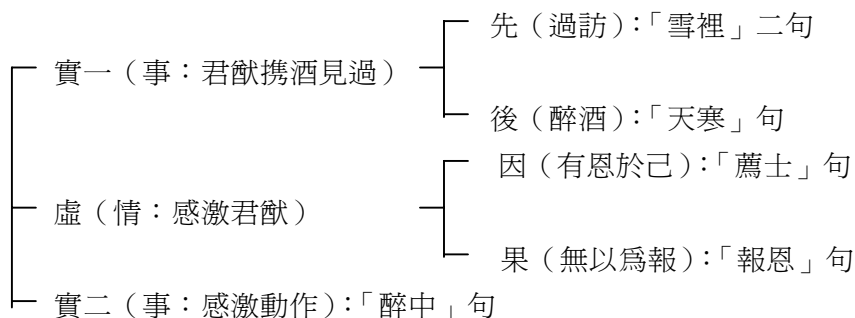 先（過訪）：「雪裡」二句
實一（事：君猷携酒見過）
後（醉酒）：「天寒」句
因（有恩於己）：「薦士」句
虛（情：感激君猷）
果（無以爲報）：「報恩」句
實二（事：感激動作）：「醉中」句